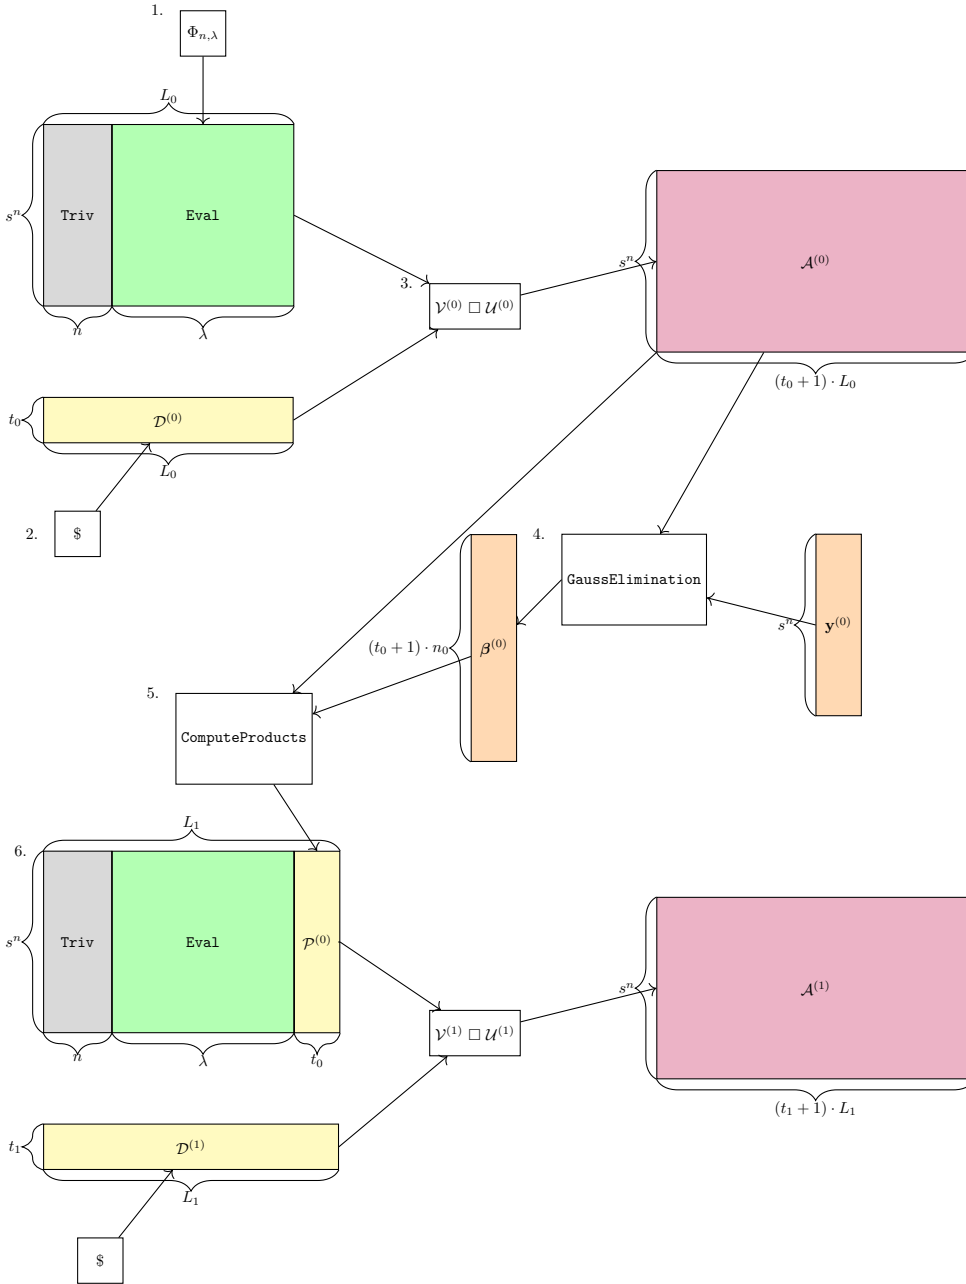 1.
Φ_{n,λ}
L_0
s^n
Triv
Eval
n
λ
3.
𝒱^{(0)} □ 𝒰^{(0)}
s^n
𝒜^{(0)}
(t_0 + 1) · L_0
t_0
𝒟^{(0)}
L_0
2.
$
4.
GaussElimination
s^n
y^{(0)}
(t_0 + 1) · n_0
β^{(0)}
5.
ComputeProducts
L_1
6.
s^n
Triv
Eval
𝒫^{(0)}
n
λ
t_0
𝒱^{(1)} □ 𝒰^{(1)}
s^n
𝒜^{(1)}
(t_1 + 1) · L_1
t_1
𝒟^{(1)}
L_1
$